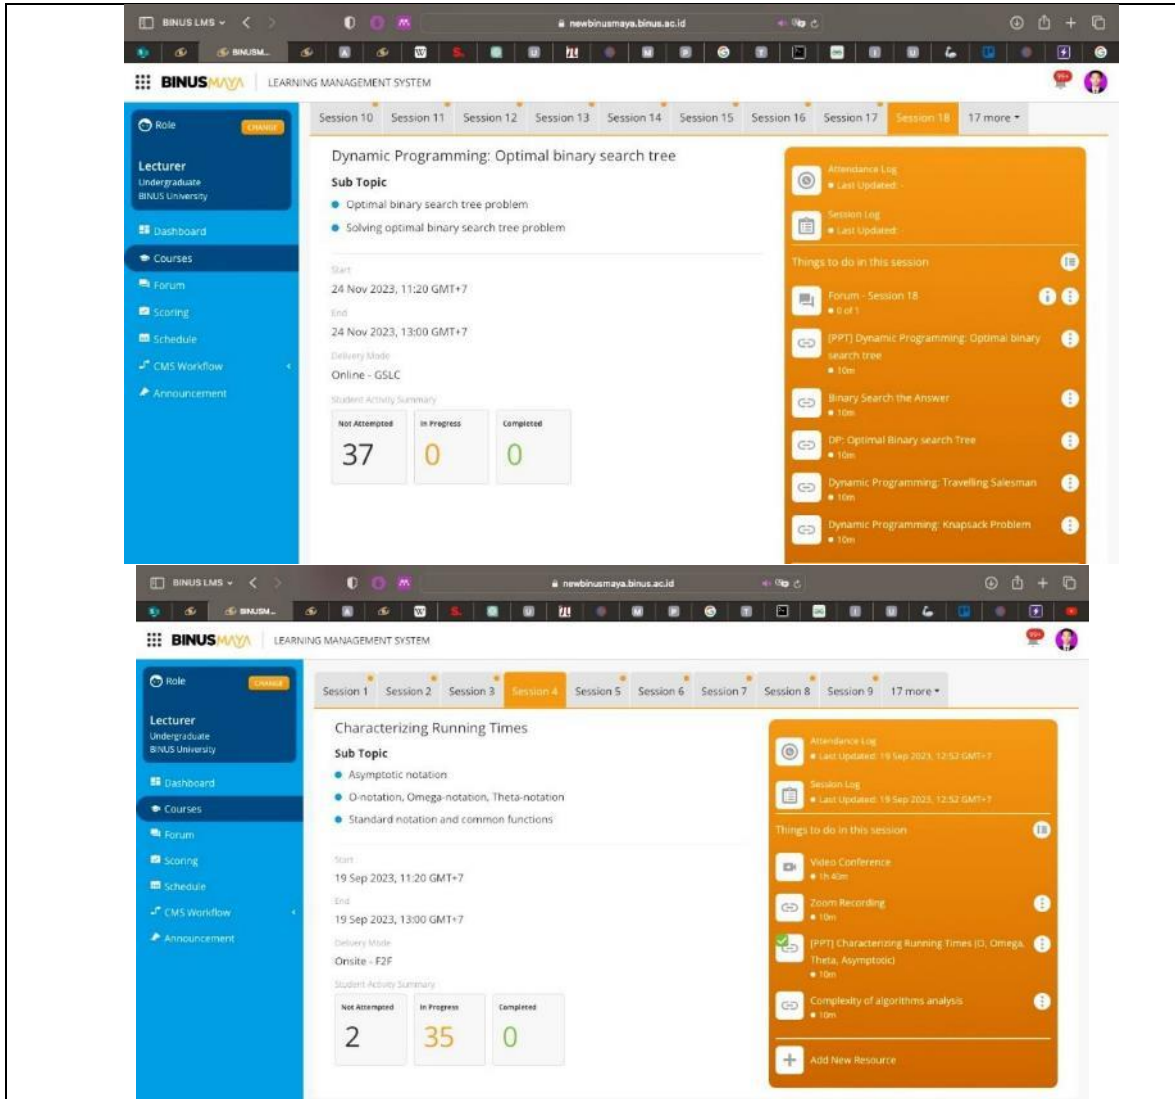 BINUS LMS
newbinusmaya.binus.ac.id
BINUSM...
BINUSMAYA LEARNING MANAGEMENT SYSTEM
99+
Role
CHANGE
Lecturer
Undergraduate
BINUS University
Dashboard
Courses
Forum
Scoring
Schedule
CMS Workflow
Announcement
Session 10 Session 11 Session 12 Session 13 Session 14 Session 15 Session 16 Session 17 Session 18 17 more
Dynamic Programming: Optimal binary search tree
Sub Topic
Optimal binary search tree problem
Solving optimal binary search tree problem
Start
24 Nov 2023, 11:20 GMT+7
End
24 Nov 2023, 13:00 GMT+7
Delivery Mode
Online - GSLC
Student Activity Summary
Not Attempted In Progress Completed
37 0 0
Attendance Log
Last Updated: -
Session Log
Last Updated:
Things to do in this session
Forum - Session 18
0 of 1
[PPT] Dynamic Programming: Optimal binary
search tree
10m
Binary Search the Answer
10m
DP: Optimal Binary search Tree
10m
Dynamic Programming: Travelling Salesman
10m
Dynamic Programming: Knapsack Problem
10m
BINUS LMS
newbinusmaya.binus.ac.id
BINUSM...
BINUSMAYA LEARNING MANAGEMENT SYSTEM
99+
Role
CHANGE
Lecturer
Undergraduate
BINUS University
Dashboard
Courses
Forum
Scoring
Schedule
CMS Workflow
Announcement
Session 1 Session 2 Session 3 Session 4 Session 5 Session 6 Session 7 Session 8 Session 9 17 more
Characterizing Running Times
Sub Topic
Asymptotic notation
O-notation, Omega-notation, Theta-notation
Standard notation and common functions
Start
19 Sep 2023, 11:20 GMT+7
End
19 Sep 2023, 13:00 GMT+7
Delivery Mode
Onsite - F2F
Student Activity Summary
Not Attempted In Progress Completed
2 35 0
Attendance Log
Last Updated: 19 Sep 2023, 12:52 GMT+7
Session Log
Last Updated: 19 Sep 2023, 12:52 GMT+7
Things to do in this session
Video Conference
1h 40m
Zoom Recording
10m
[PPT] Characterizing Running Times (O, Omega,
Theta, Asymptotic)
10m
Complexity of algorithms analysis
10m
Add New Resource